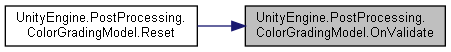 UnityEngine.PostProcessing.
ColorGradingModel.Reset
UnityEngine.PostProcessing.
ColorGradingModel.OnValidate